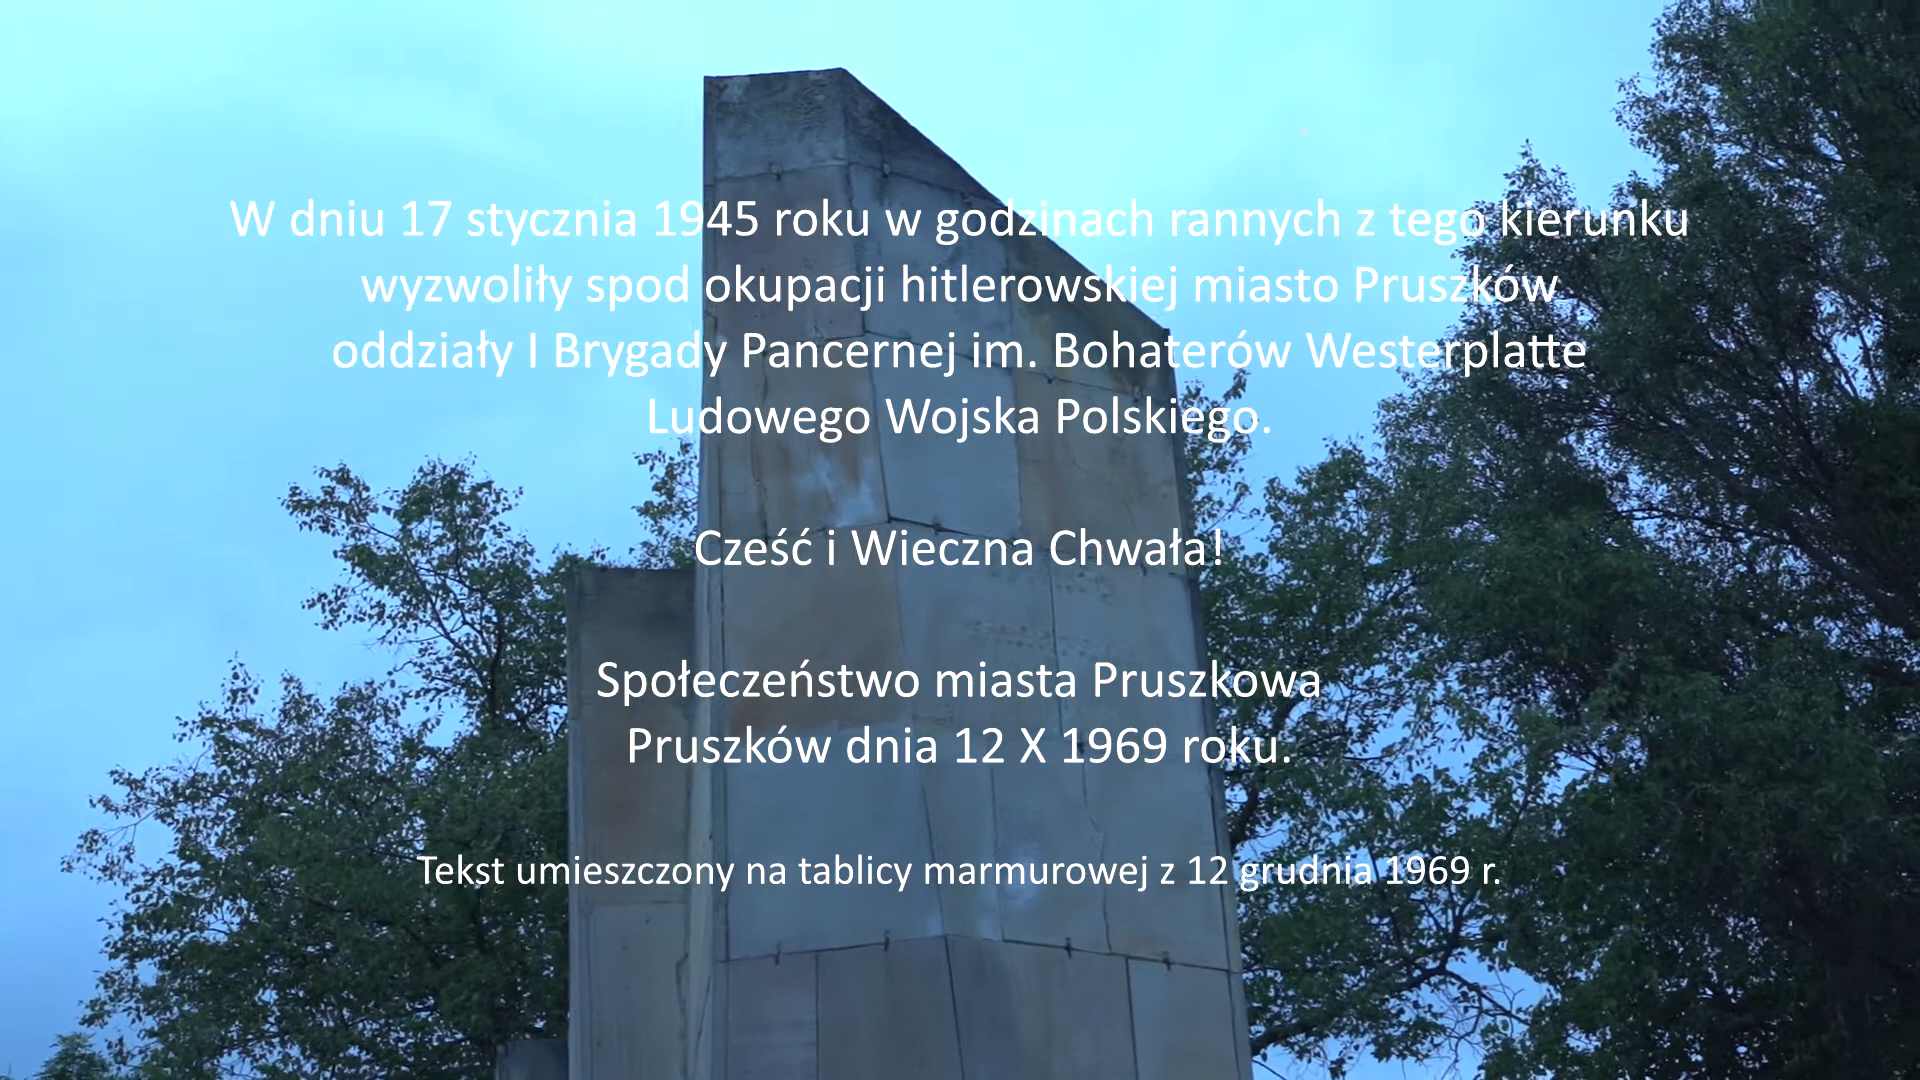 W dniu 17 stycznia 1945 roku w godzinach rannych z tego kierunku
wyzwoliły spod okupacji hitlerowskiej miasto Pruszków
oddziały I Brygady Pancernej im. Bohaterów Westerplatte
Ludowego Wojska Polskiego.
Cześć i Wieczna Chwała!
Społeczeństwo miasta Pruszkowa
Pruszków dnia 12 X 1969 roku.
Tekst umieszczony na tablicy marmurowej z 12 grudnia 1969 r.